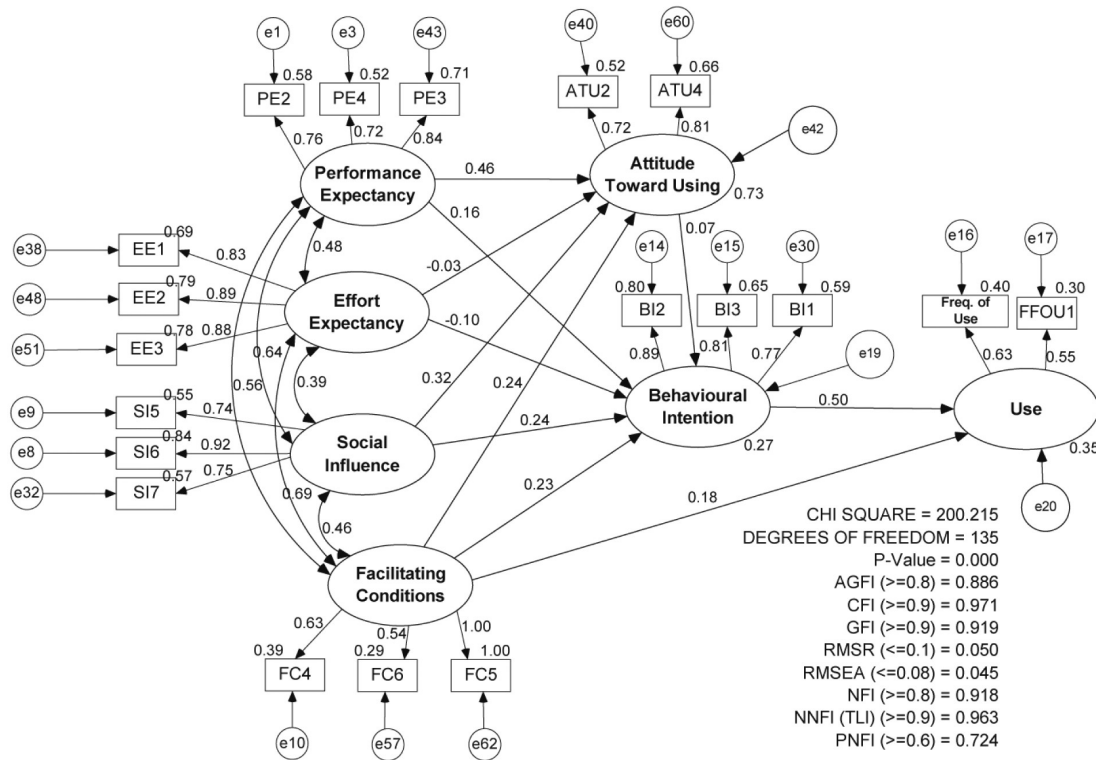 e1
e3
e43
e40
e60
0.58
0.52
0.71
0.52
0.66
PE2
PE4
PE3
ATU2
ATU4
0.76
0.72
0.84
0.72
0.81
e42
Performance
Expectancy
0.46
Attitude
Toward Using
0.73
0.16
0.07
e38
0.69
EE1
0.83
0.48
-0.03
e14
e15
e30
e16
e17
e48
0.79
EE2
0.89
Effort
Expectancy
-0.10
0.80
BI2
0.65
BI3
0.59
BI1
0.40
Freq. of
Use
0.30
FFOU1
e51
0.78
EE3
0.88
0.64
0.56
0.39
0.32
0.24
0.89
0.81
0.77
e19
0.63
0.55
e9
0.55
SI5
0.74
e8
0.84
SI6
0.92
Social
Influence
0.24
Behavioural
Intention
0.27
0.50
Use
0.35
e32
0.57
SI7
0.75
0.69
0.46
0.23
0.18
e20
Facilitating
Conditions
0.63
0.54
1.00
0.39
FC4
0.29
FC6
1.00
FC5
e10
e57
e62
CHI SQUARE = 200.215
DEGREES OF FREEDOM = 135
P-Value = 0.000
AGFI (>=0.8) = 0.886
CFI (>=0.9) = 0.971
GFI (>=0.9) = 0.919
RMSR (<=0.1) = 0.050
RMSEA (<=0.08) = 0.045
NFI (>=0.8) = 0.918
NNFI (TLI) (>=0.9) = 0.963
PNFI (>=0.6) = 0.724